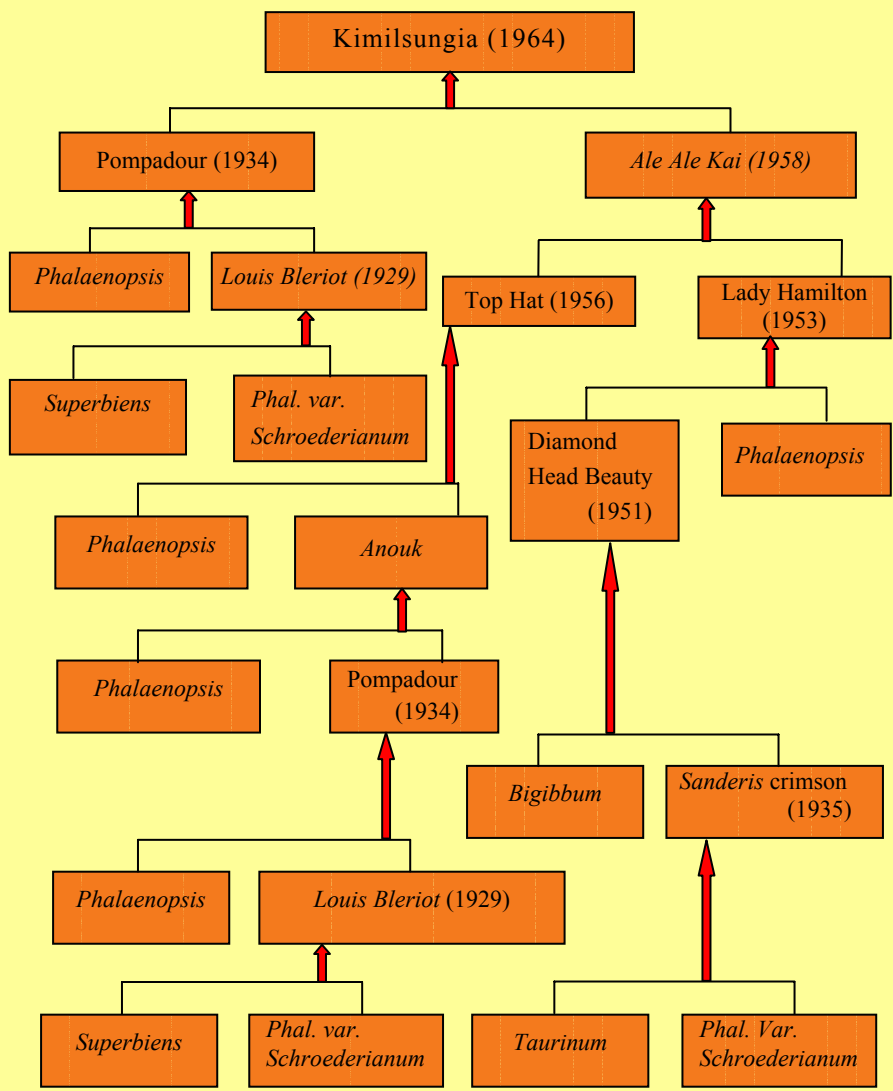 Kimilsungia (1964)
Pompadour (1934)
Ale Ale Kai (1958)
Phalaenopsis
Louis Bleriot (1929)
Top Hat (1956)
Lady Hamilton
(1953)
Superbiens
Phal. var.
Schroederianum
Diamond
Head Beauty
(1951)
Phalaenopsis
Phalaenopsis
Anouk
Phalaenopsis
Pompadour
(1934)
Bigibbum
Sanderis crimson
(1935)
Phalaenopsis
Louis Bleriot (1929)
Superbiens
Phal. var.
Schroederianum
Taurinum
Phal. Var.
Schroederianum